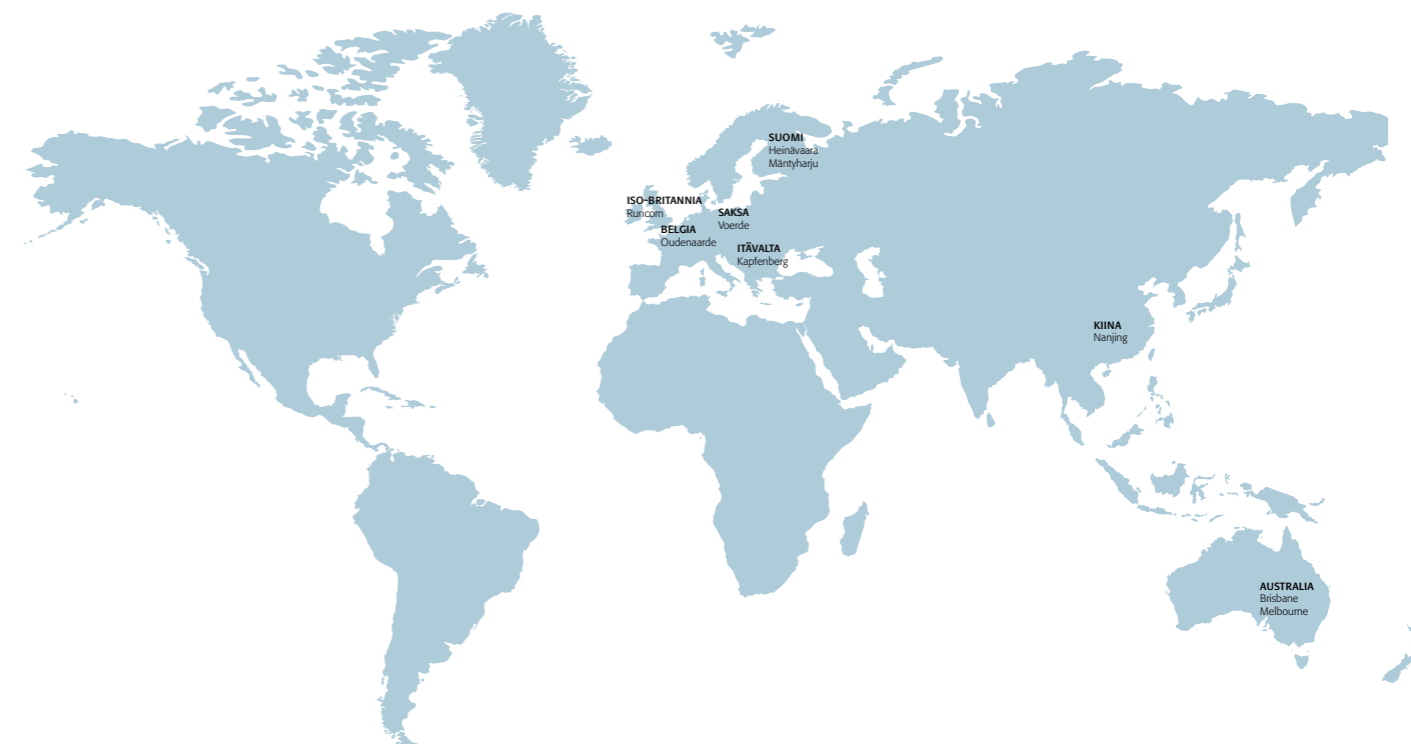 SUOMI
Heinävaara
Mäntyharju
ISO-BRITANNIA
Runcorn
SAKSA
Voerde
BELGIA
Oudenaarde
ITÄVALTA
Kapfenberg
KIINA
Nanjing
AUSTRALIA
Brisbane
Melbourne